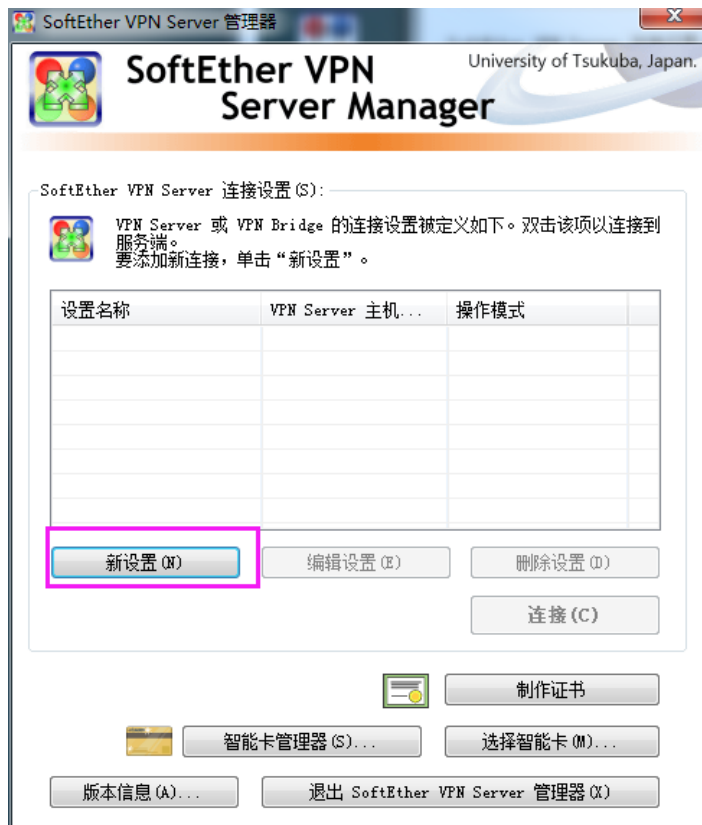 SoftEther VPN Server 管理器
SoftEther VPN
Server Manager
University of Tsukuba, Japan.
SoftEther VPN Server 连接设置(S):
VPN Server 或 VPN Bridge 的连接设置被定义如下。双击该项以连接到
服务端。
要添加新连接，单击“新设置”。
设置名称 VPN Server 主机... 操作模式
新设置(N) 编辑设置(E) 删除设置(D)
连接(C)
制作证书
智能卡管理器(S)... 选择智能卡(M)...
版本信息(A)... 退出 SoftEther VPN Server 管理器(X)